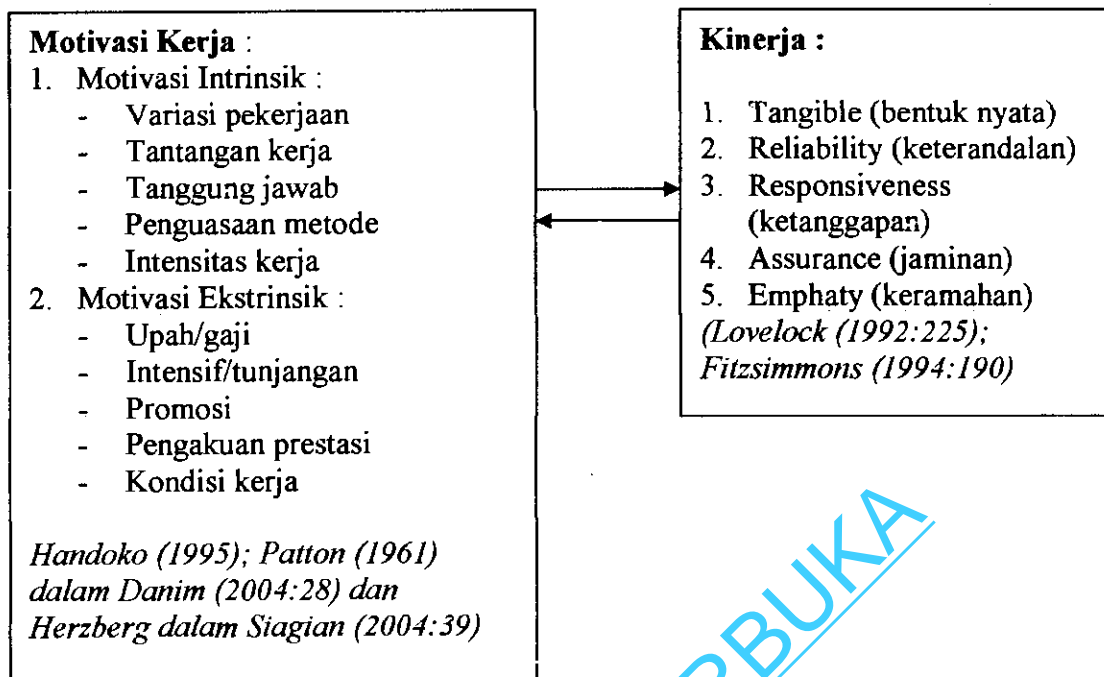 Motivasi Kerja :
1. Motivasi Intrinsik :
- Variasi pekerjaan
- Tantangan kerja
- Tanggung jawab
- Penguasaan metode
- Intensitas kerja
2. Motivasi Ekstrinsik :
- Upah/gaji
- Intensif/tunjangan
- Promosi
- Pengakuan prestasi
- Kondisi kerja
Handoko (1995); Patton (1961)
dalam Danim (2004:28) dan
Herzberg dalam Siagian (2004:39)
Kinerja :
1. Tangible (bentuk nyata)
2. Reliability (keterandalan)
3. Responsiveness
(ketanggapan)
4. Assurance (jaminan)
5. Emphaty (keramahan)
(Lovelock (1992:225);
Fitzsimmons (1994:190)
RBUKA